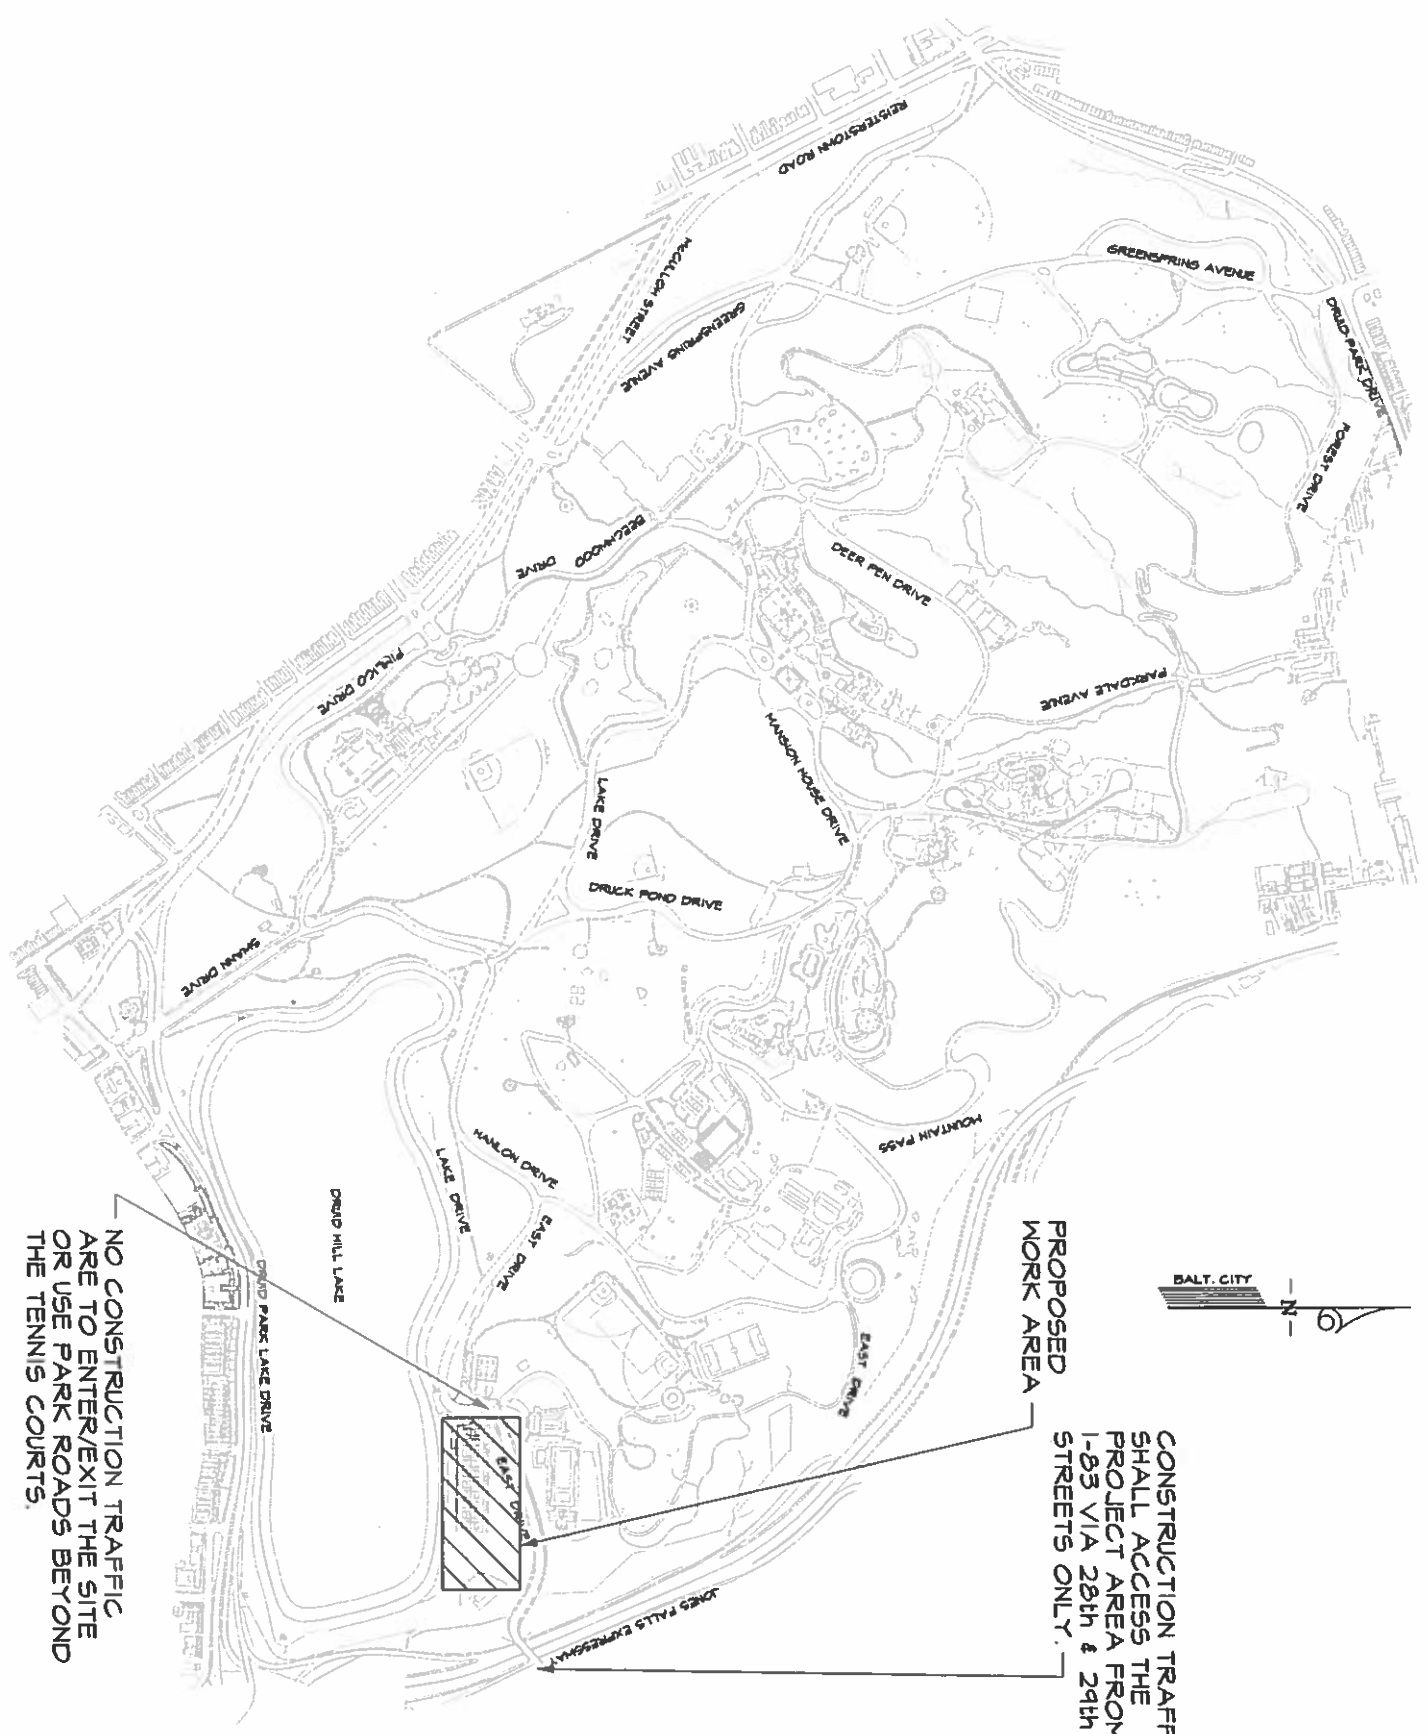 REISTERSTOWN ROAD
McCULLOH STREET
GREENSPRING AVENUE
GREENSPRING AVENUE
DRUID PARK DRIVE
FOREST DRIVE
BEECHWOOD DRIVE
DEER PEN DRIVE
PARKDALE AVENUE
PIMLICO DRIVE
MANSION HOUSE DRIVE
LAKE DRIVE
DRUCK POND DRIVE
SWANN DRIVE
MOUNTAIN PASS
HANLON DRIVE
LAKE DRIVE
EAST DRIVE
DRUID HILL LAKE
DRUID PARK LAKE DRIVE
EAST DRIVE
EAST DRIVE
JONES FALLS EXPRESSWAY
BALT. CITY
-N-
PROPOSED
WORK AREA
CONSTRUCTION TRAFF
SHALL ACCESS THE
PROJECT AREA FROM
I-83 VIA 28th & 29th
STREETS ONLY.
NO CONSTRUCTION TRAFFIC
ARE TO ENTER/EXIT THE SITE
OR USE PARK ROADS BEYOND
THE TENNIS COURTS.